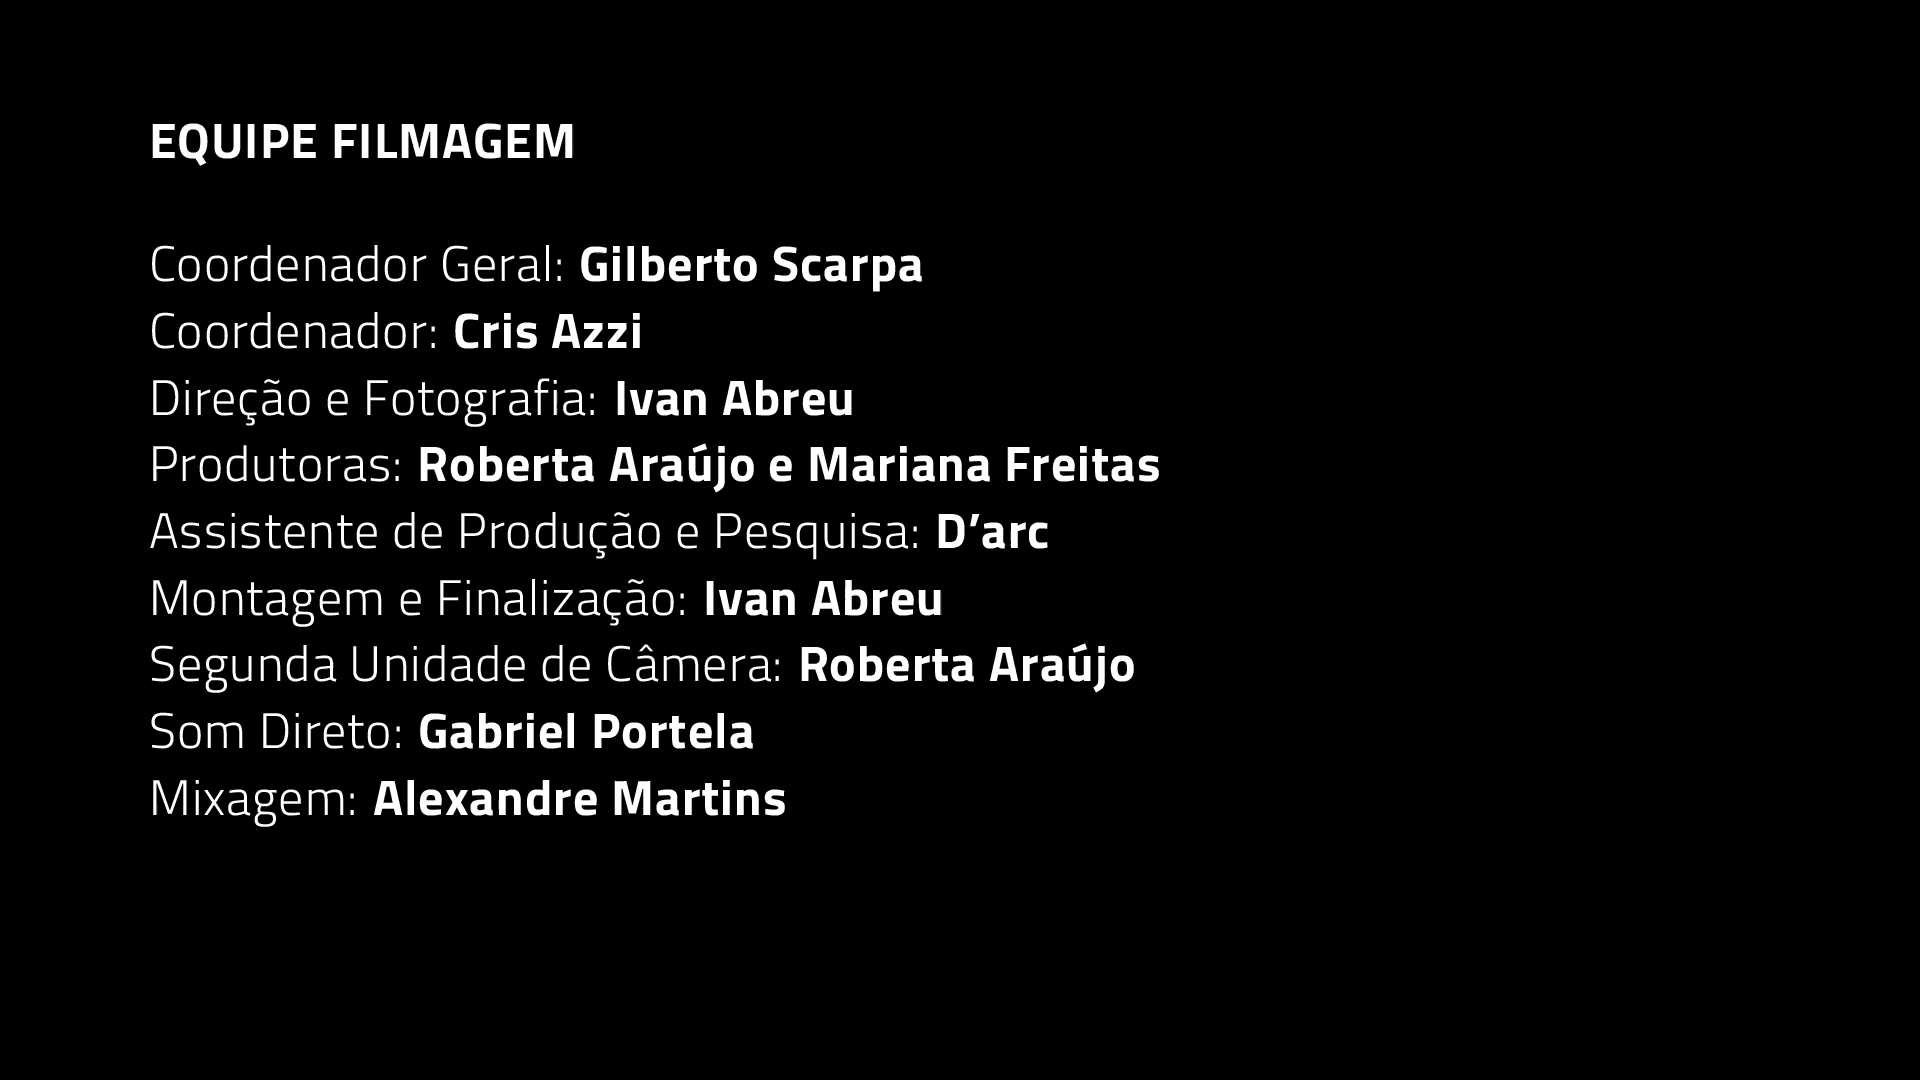 EQUIPE FILMAGEM
Coordenador Geral: Gilberto Scarpa
Coordenador: Cris Azzi
Direção e Fotografia: Ivan Abreu
Produtoras: Roberta Araújo e Mariana Freitas
Assistente de Produção e Pesquisa: D’arc
Montagem e Finalização: Ivan Abreu
Segunda Unidade de Câmera: Roberta Araújo
Som Direto: Gabriel Portela
Mixagem: Alexandre Martins